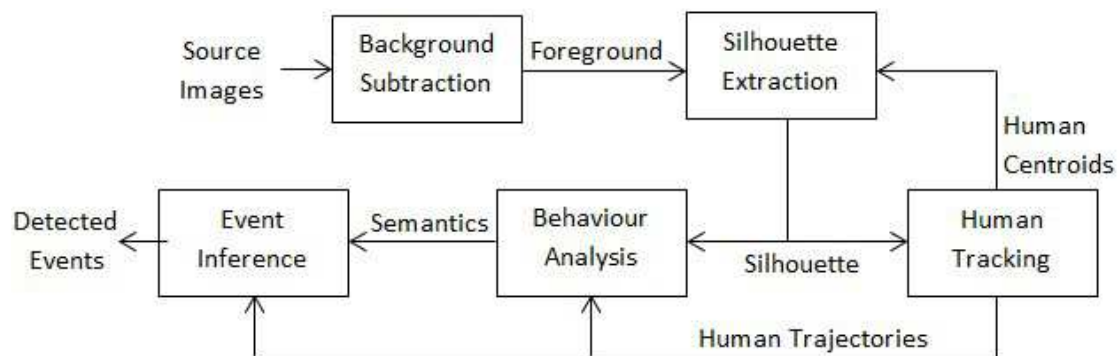 Source
Images
Background
Subtraction
Foreground
Silhouette
Extraction
Human
Centroids
Detected
Events
Event
Inference
Semantics
Behaviour
Analysis
Silhouette
Human
Tracking
Human Trajectories